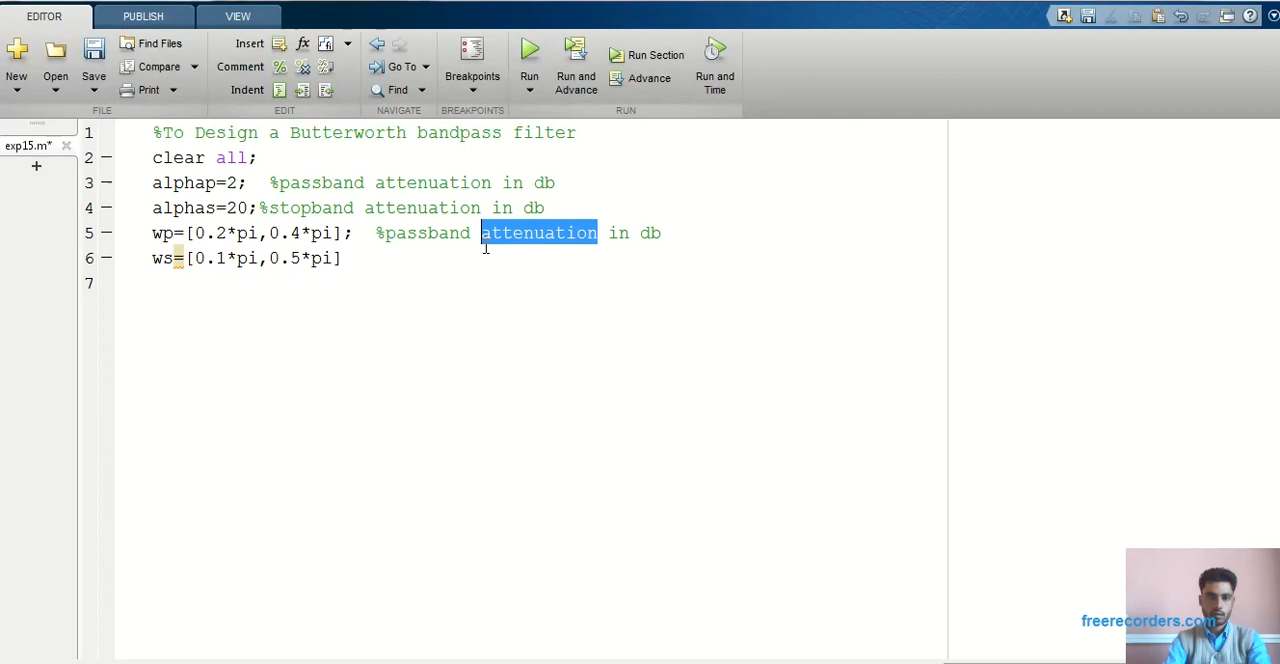 EDITOR PUBLISH VIEW
New Open Save Find Files Compare Print FILE
Insert fx Comment Indent EDIT
Go To Find NAVIGATE
Breakpoints BREAKPOINTS
Run Run and Advance Run Section Advance Run and Time RUN
exp15.m*
1 %To Design a Butterworth bandpass filter
2 clear all;
3 alphap=2; %passband attenuation in db
4 alphas=20;%stopband attenuation in db
5 wp=[0.2*pi,0.4*pi]; %passband attenuation in db
6 ws=[0.1*pi,0.5*pi]
7
freerecorders.com